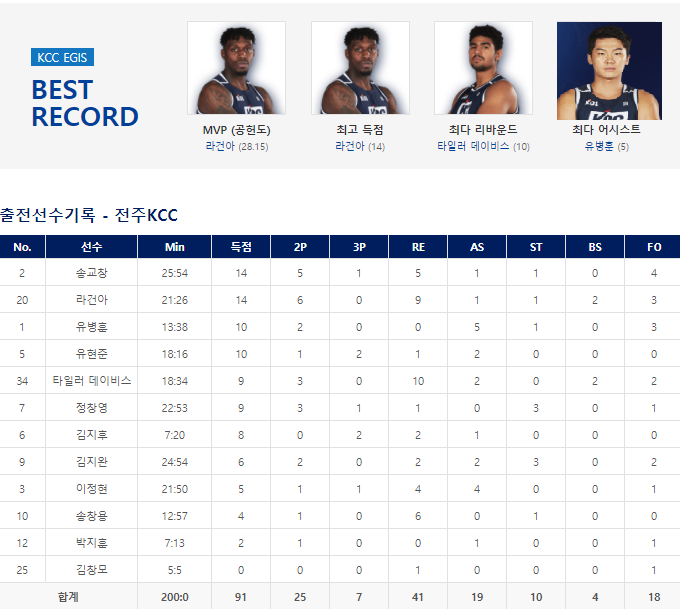 KCC EGIS
BEST
RECORD
MVP (공헌도) 최고 득점 최다 리바운드 최다 어시스트
라건아 (28.15) 라건아 (14) 타일러 데이비스 (10) 유병훈 (5)
출전선수기록 - 전주KCC
No. 선수 Min 득점 2P 3P RE AS ST BS FO
2 송교창 25:54 14 5 1 5 1 1 0 4
20 라건아 21:26 14 6 0 9 1 1 2 3
1 유병훈 13:38 10 2 0 0 5 1 0 3
5 유현준 18:16 10 1 2 1 2 0 0 0
34 타일러 데이비스 18:34 9 3 0 10 2 0 2 2
7 정창영 22:53 9 3 1 1 0 3 0 1
6 김지후 7:20 8 0 2 2 1 0 0 0
9 김지완 24:54 6 2 0 2 2 3 0 2
3 이정현 21:50 5 1 1 4 4 0 0 1
10 송창용 12:57 4 1 0 6 0 1 0 0
12 박지훈 7:13 2 1 0 0 1 0 0 1
25 김창모 5:5 0 0 0 1 0 0 0 1
합계 200:0 91 25 7 41 19 10 4 18